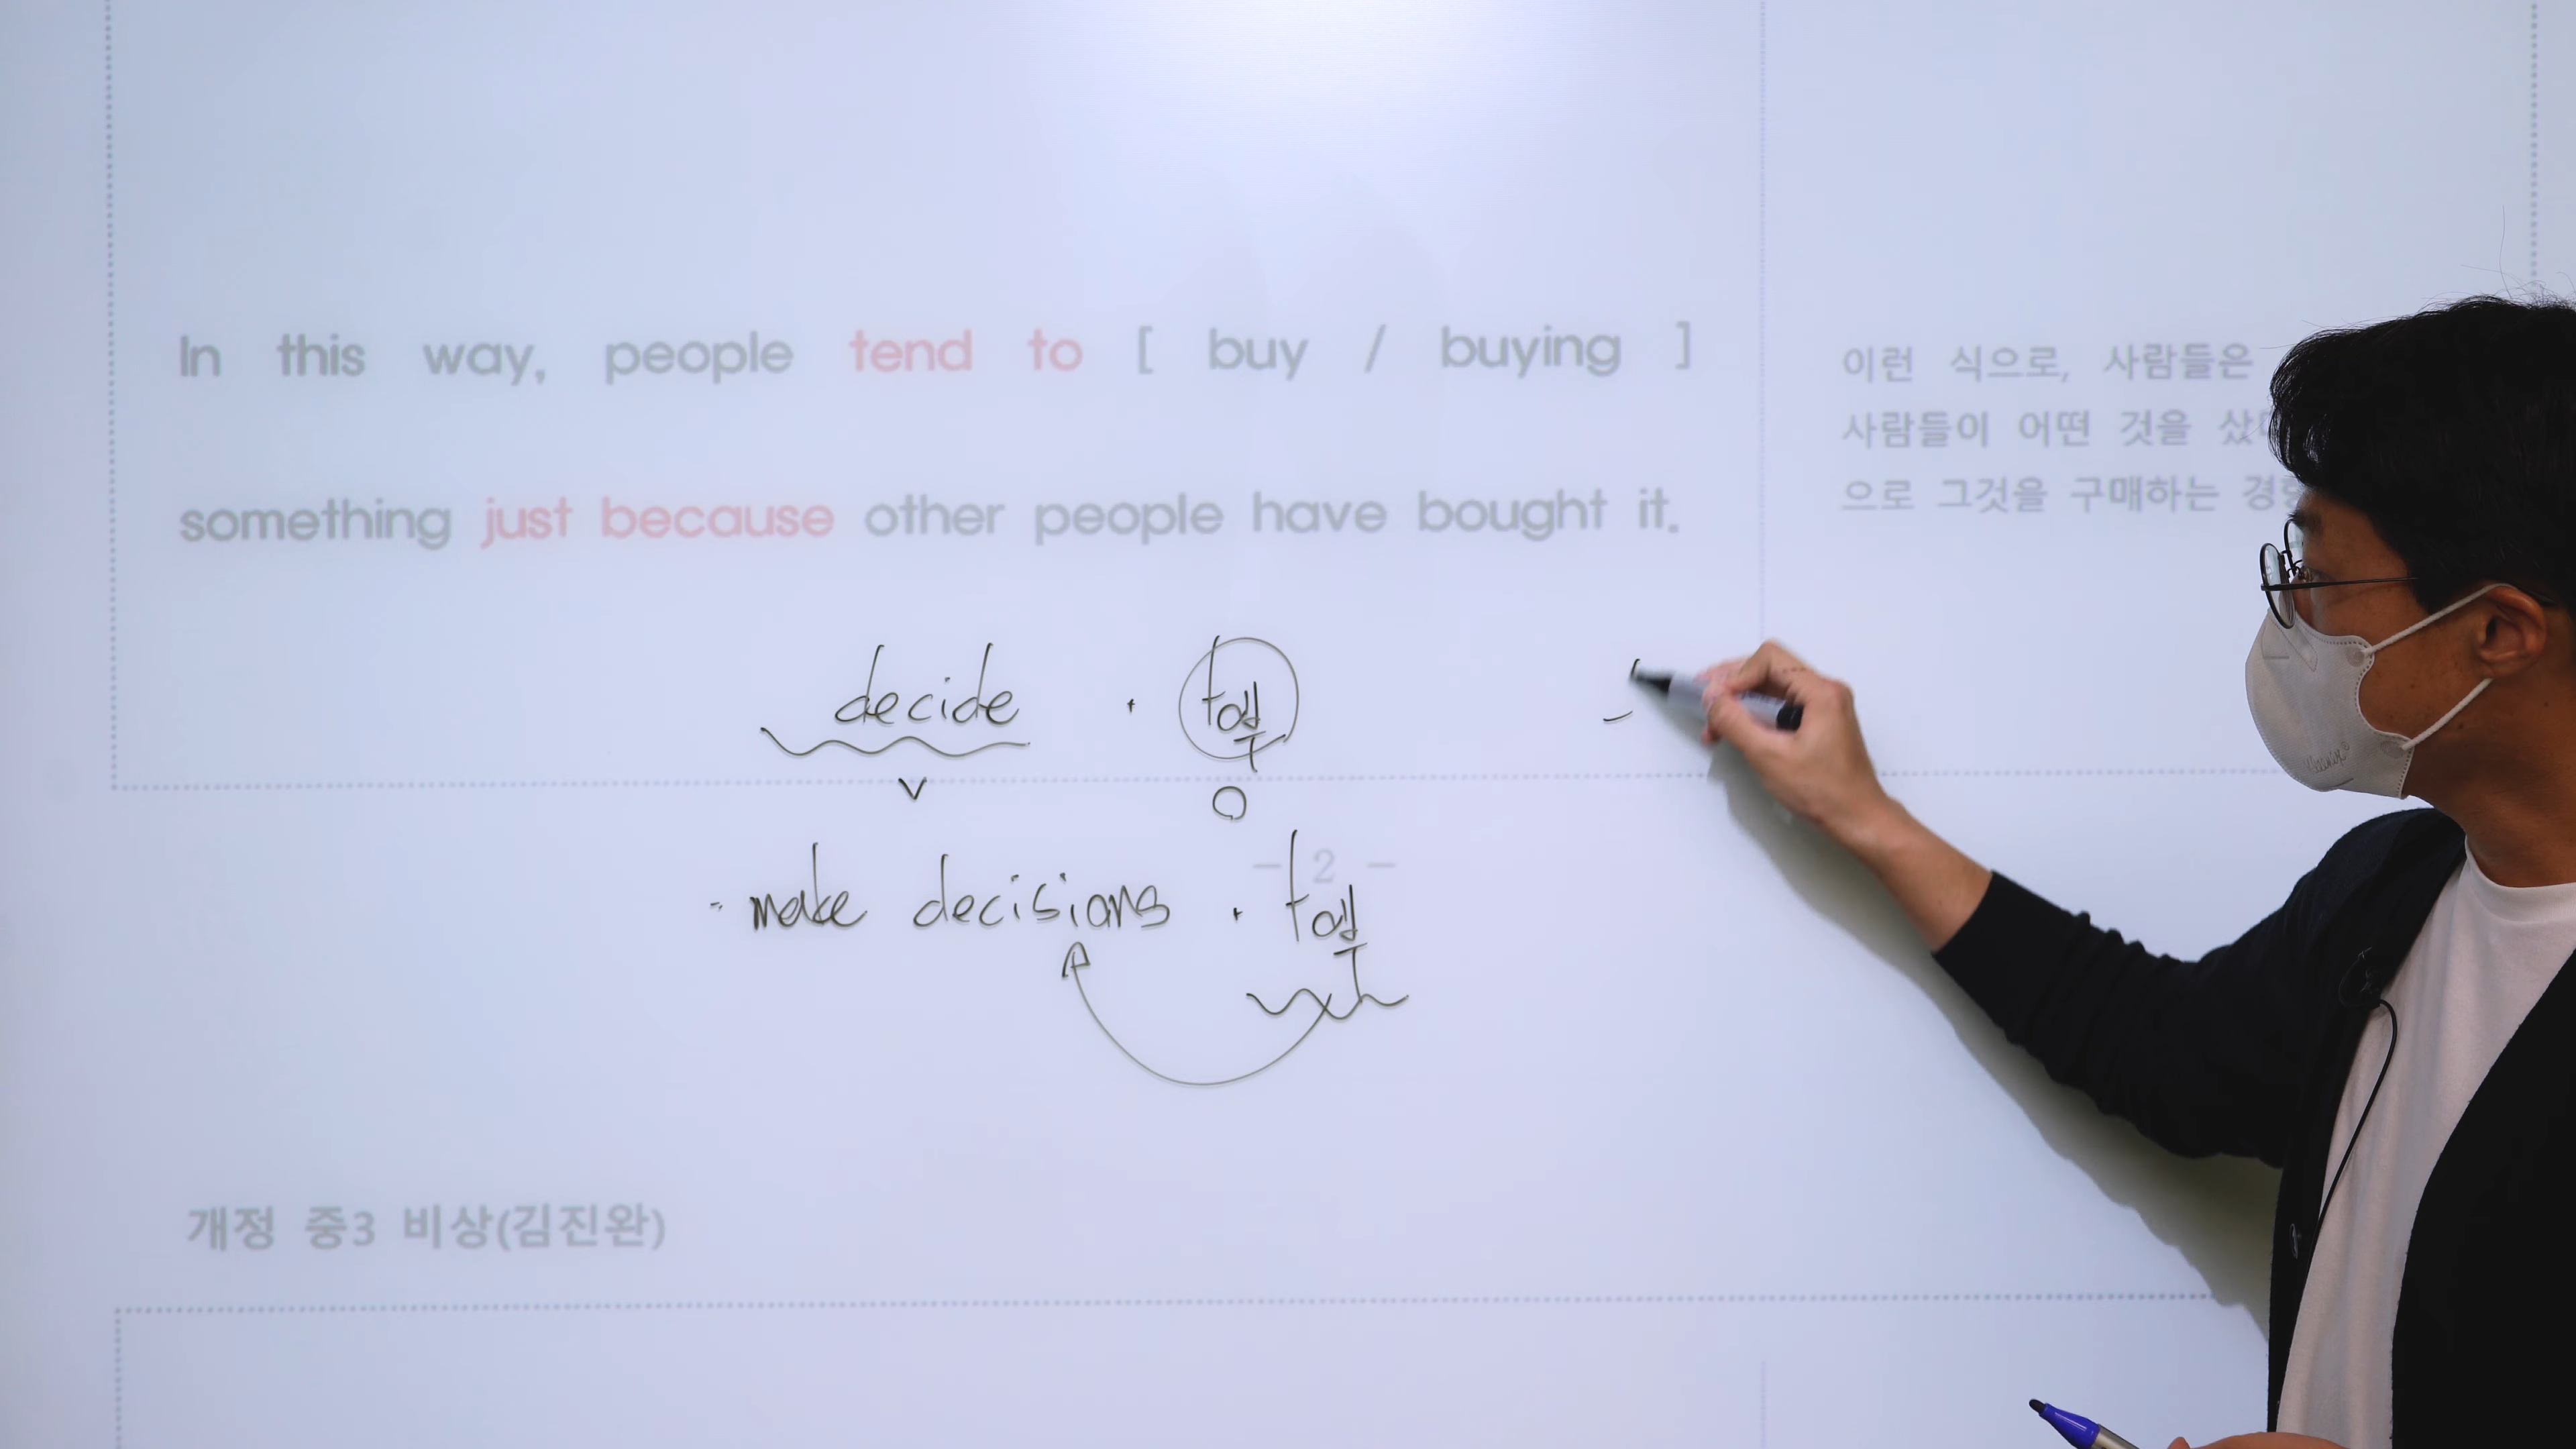 In this way, people tend to [ buy / buying ]
something just because other people have bought it.
이런 식으로, 사람들은
사람들이 어떤 것을
으로 그것을 구매하는
decide + to부
V O
make decisions + to부
- 2 -
개정 중3 비상(김진완)